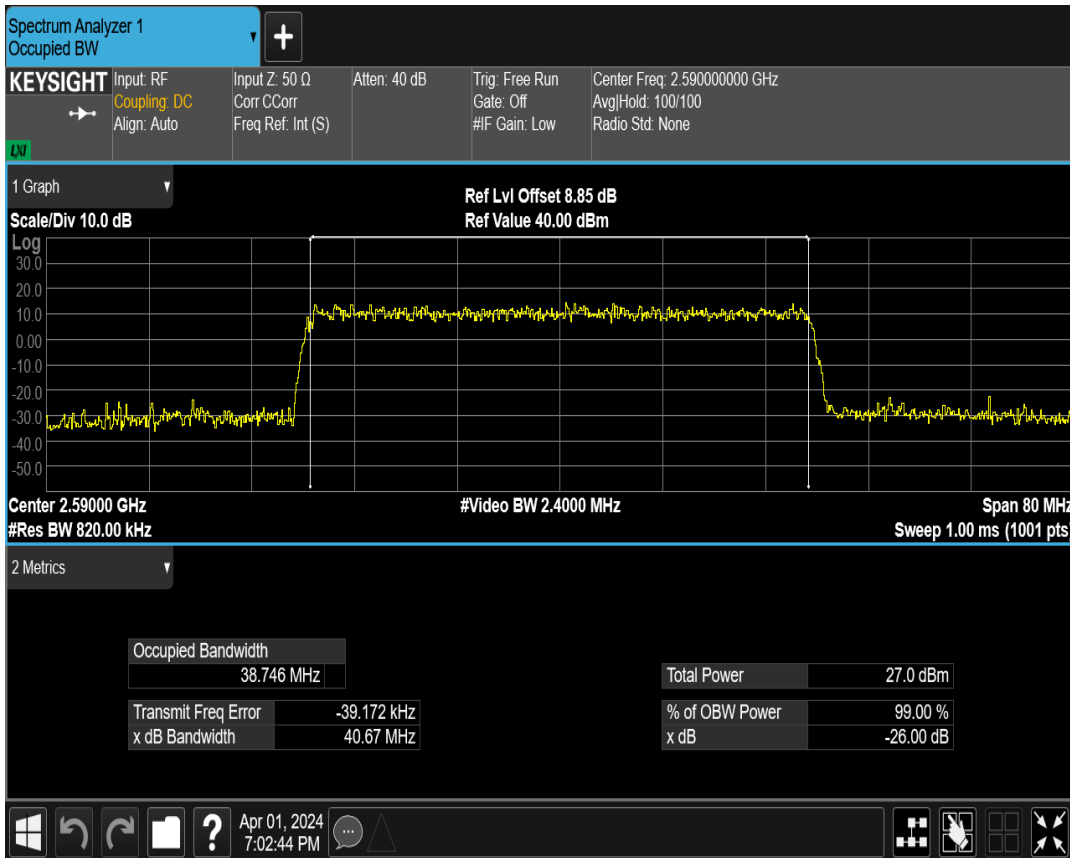 Spectrum Analyzer 1
Occupied BW
+
KEYSIGHT
LXI
Input: RF
Coupling: DC
Align: Auto
Input Z: 50 Ω
Corr CCorr
Freq Ref: Int (S)
Atten: 40 dB
Trig: Free Run
Gate: Off
#IF Gain: Low
Center Freq: 2.590000000 GHz
Avg|Hold: 100/100
Radio Std: None
1 Graph
Scale/Div 10.0 dB
Ref Lvl Offset 8.85 dB
Ref Value 40.00 dBm
Log
30.0
20.0
10.0
0.00
-10.0
-20.0
-30.0
-40.0
-50.0
Center 2.59000 GHz
#Video BW 2.4000 MHz
Span 80 MHz
#Res BW 820.00 kHz
Sweep 1.00 ms (1001 pts)
2 Metrics
Occupied Bandwidth
38.746 MHz
Total Power 27.0 dBm
Transmit Freq Error -39.172 kHz
% of OBW Power 99.00 %
x dB Bandwidth 40.67 MHz
x dB -26.00 dB
?
Apr 01, 2024
7:02:44 PM